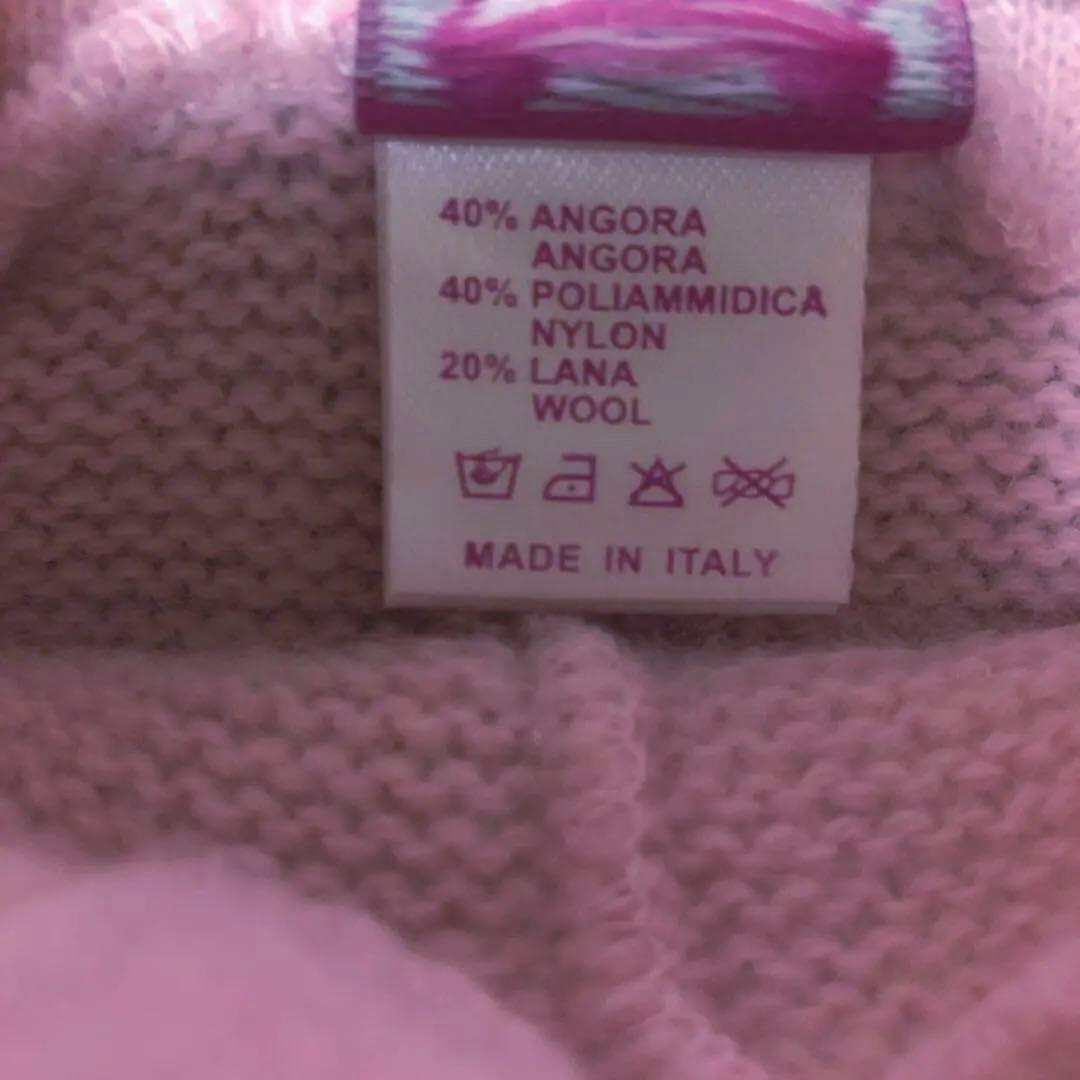 40% ANGORA
ANGORA
40% POLIAMMIDICA
NYLON
20% LANA
WOOL
MADE IN ITALY